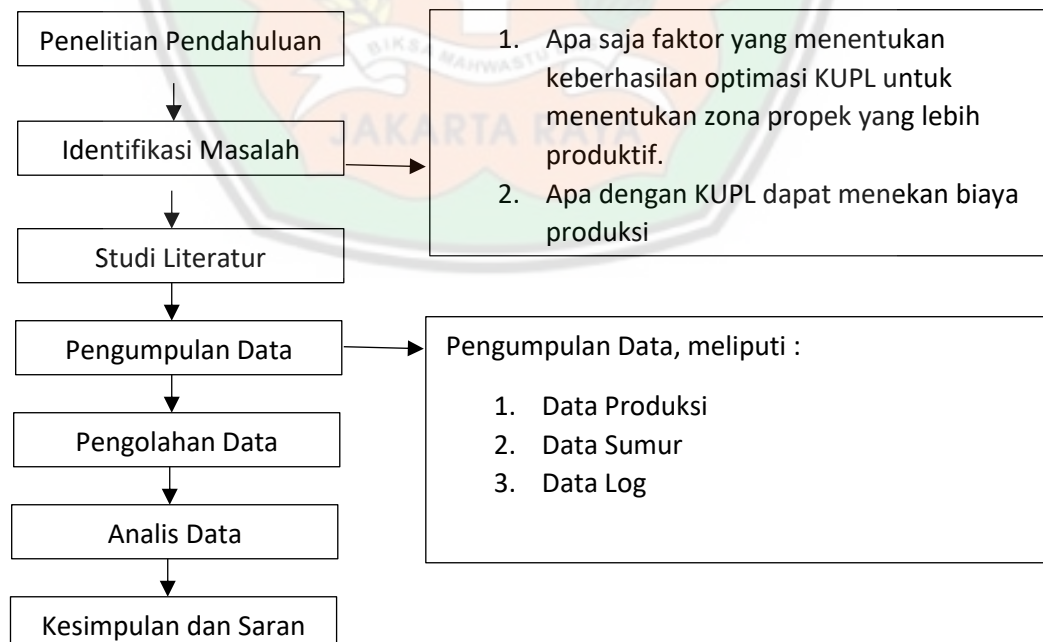 Penelitian Pendahuluan
Identifikasi Masalah
1. Apa saja faktor yang menentukan
keberhasilan optimasi KUPL untuk
menentukan zona propek yang lebih
produktif.
2. Apa dengan KUPL dapat menekan biaya
produksi
Studi Literatur
Pengumpulan Data
Pengumpulan Data, meliputi :
1. Data Produksi
2. Data Sumur
3. Data Log
Pengolahan Data
Analis Data
Kesimpulan dan Saran
BIKSA MAHWASTU
JAKARTA RAYA